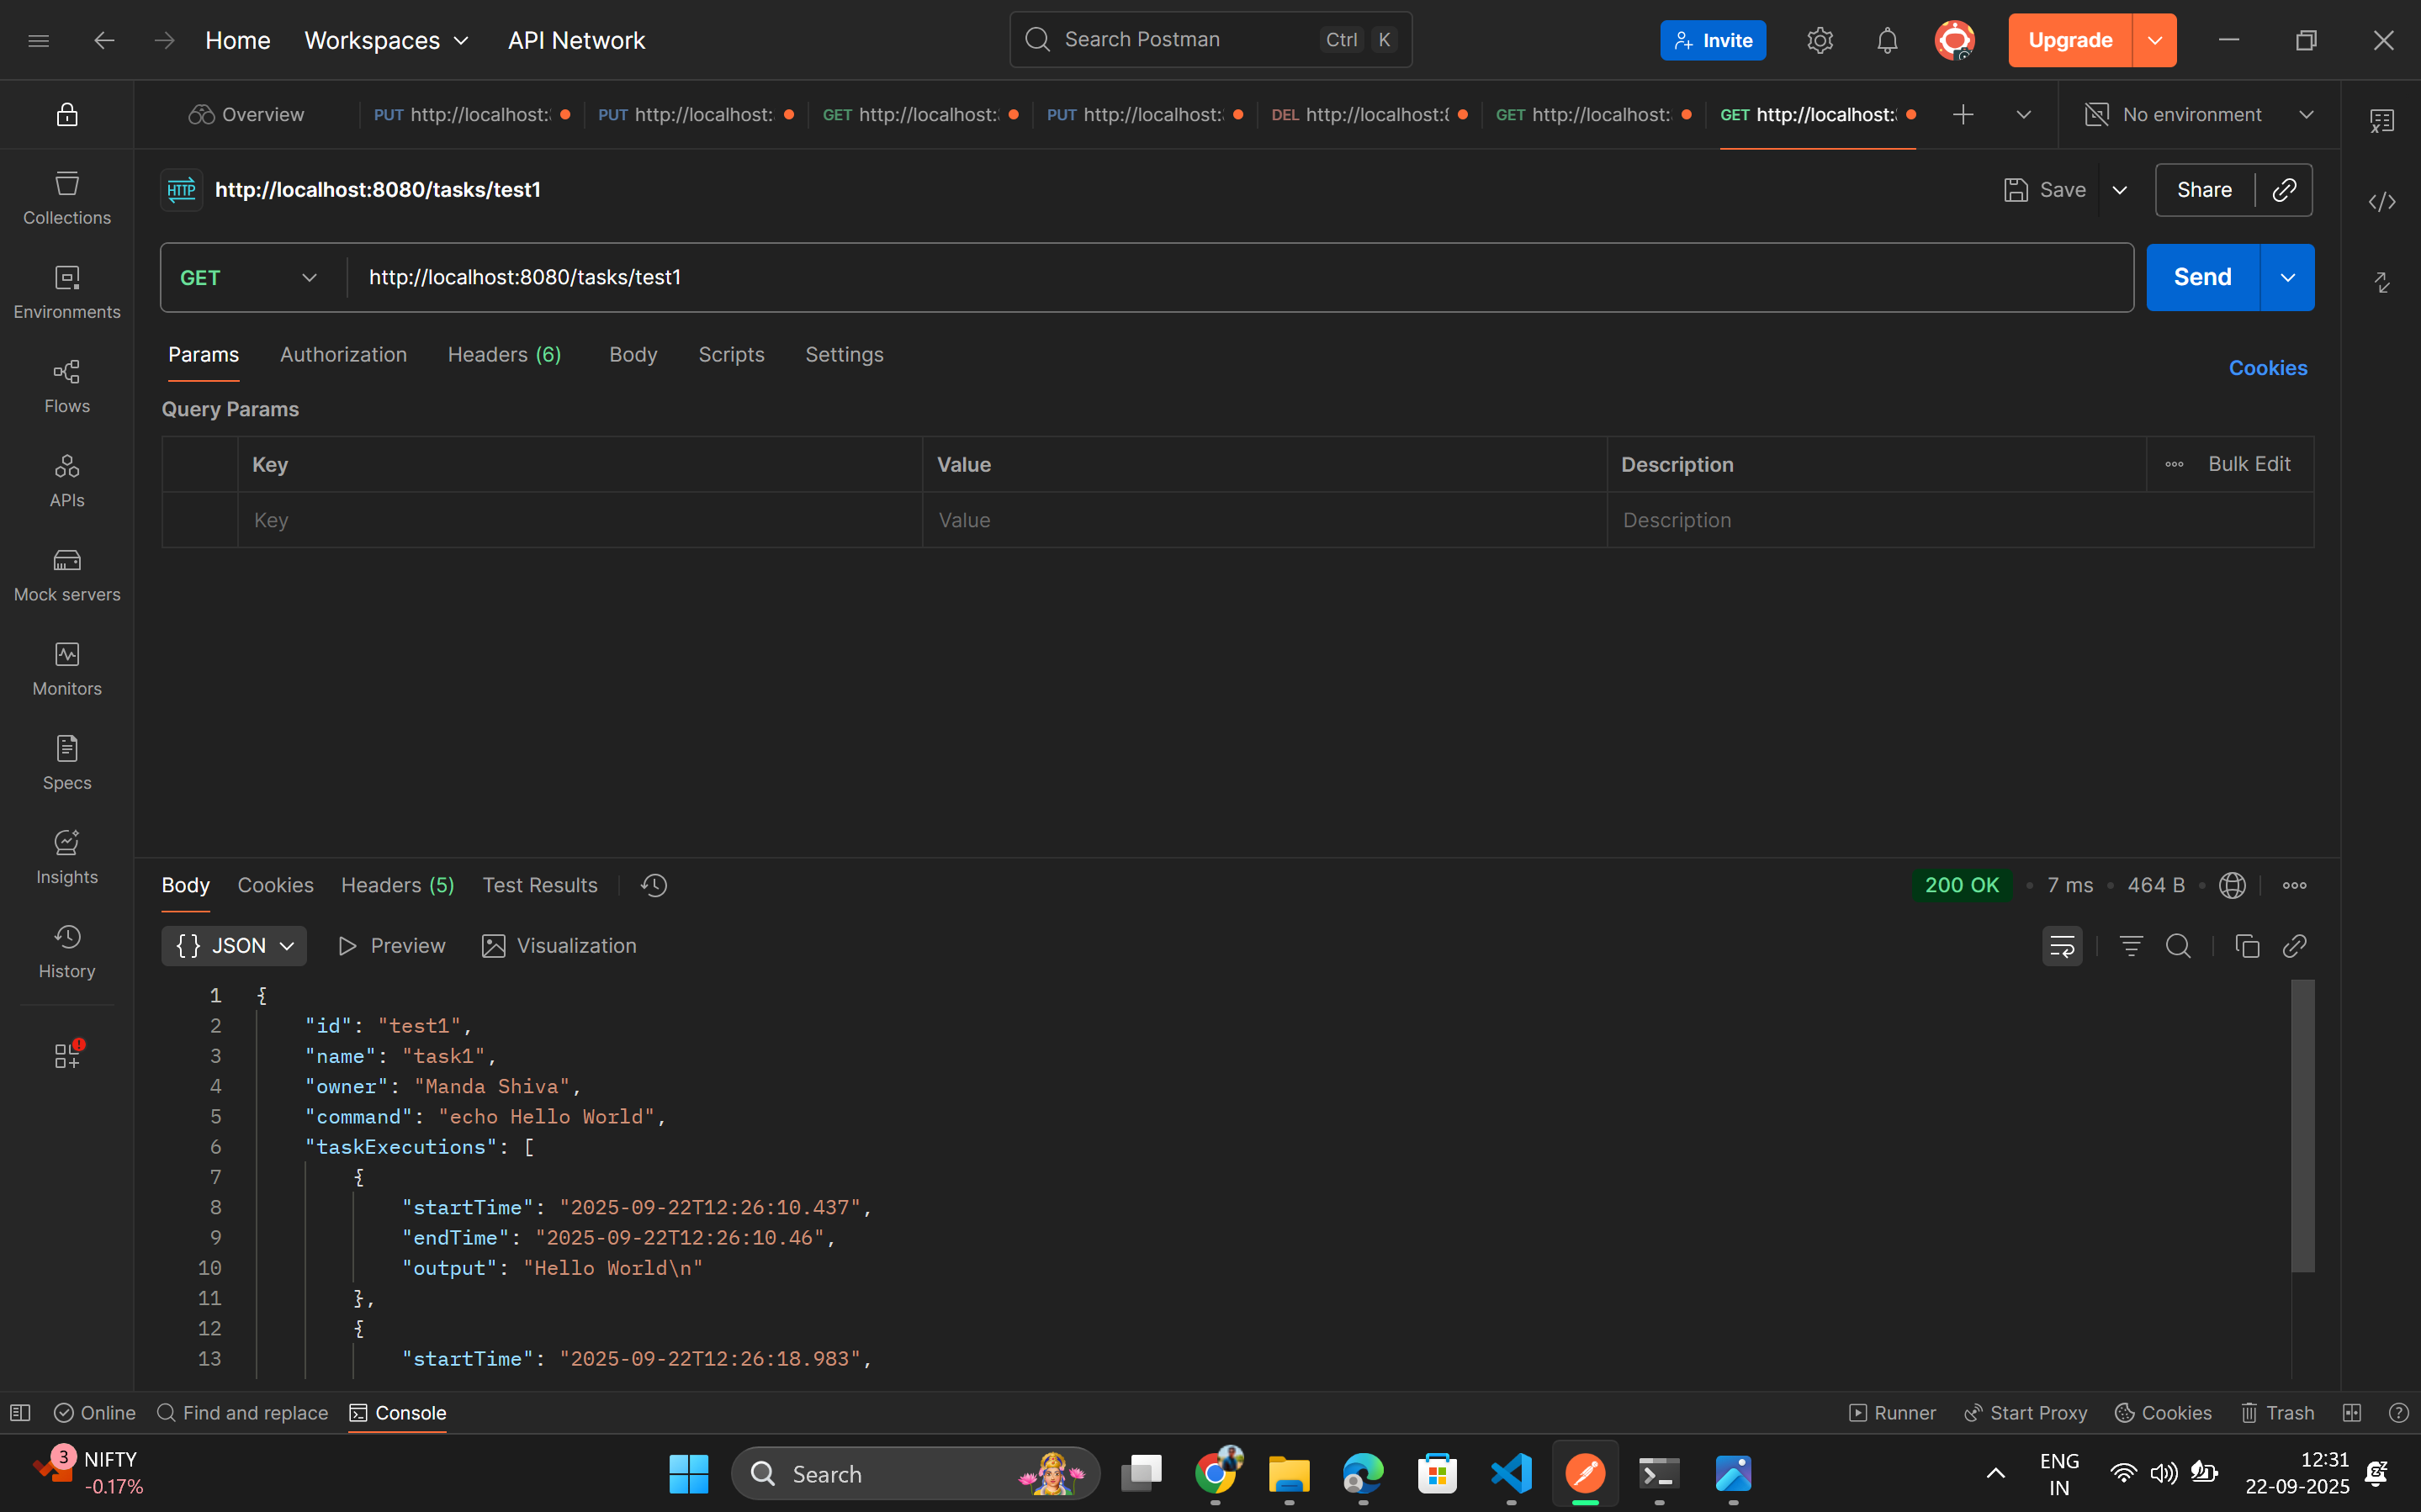 Home Workspaces API Network Search Postman Ctrl K Invite Upgrade
Overview PUT http://localhost: PUT http://localhost: GET http://localhost: PUT http://localhost: DEL http://localhost: GET http://localhost: GET http://localhost: No environment
HTTP http://localhost:8080/tasks/test1 Save Share
Collections
GET http://localhost:8080/tasks/test1 Send
Environments
Params Authorization Headers (6) Body Scripts Settings Cookies
Flows
Query Params
Key Value Description Bulk Edit
APIs
Key Value Description
Mock servers
Monitors
Specs
Insights
History
Body Cookies Headers (5) Test Results 200 OK 7 ms 464 B
{} JSON Preview Visualization
1 {
2 "id": "test1",
3 "name": "task1",
4 "owner": "Manda Shiva",
5 "command": "echo Hello World",
6 "taskExecutions": [
7 {
8 "startTime": "2025-09-22T12:26:10.437",
9 "endTime": "2025-09-22T12:26:10.46",
10 "output": "Hello World\n"
11 },
12 {
13 "startTime": "2025-09-22T12:26:18.983",
Online Find and replace Console Runner Start Proxy Cookies Trash
3 NIFTY
-0.17%
Search
ENG
IN
12:31
22-09-2025